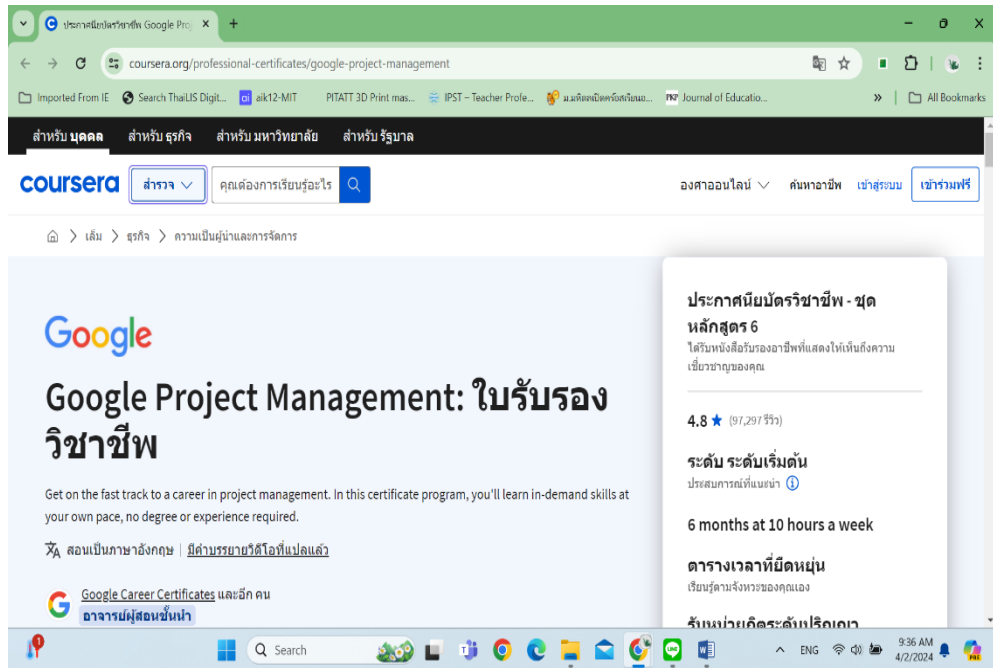 ประกาศนียบัตรวิชาชีพ Google Proj
coursera.org/professional-certificates/google-project-management
Imported From IE
Search ThaiLIS Digit...
aik12-MIT
PITATT 3D Print mas...
IPST – Teacher Profe...
Journal of Educatio...
»
All Bookmarks
สำหรับ บุคคล
สำหรับ ธุรกิจ
สำหรับ มหาวิทยาลัย
สำหรับ รัฐบาล
coursera
สำรวจ
คุณต้องการเรียนรู้อะไร
องศาออนไลน์
ค้นหาอาชีพ
เข้าสู่ระบบ
เข้าร่วมฟรี
เล็ม
ธุรกิจ
ความเป็นผู้นำและการจัดการ
Google
Google Project Management: ใบรับรอง
วิชาชีพ
Get on the fast track to a career in project management. In this certificate program, you'll learn in-demand skills at
your own pace, no degree or experience required.
สอนเป็นภาษาอังกฤษ | มีคำบรรยายวิดีโอที่แปลแล้ว
Google Career Certificates และอีก คน
อาจารย์ผู้สอนชั้นนำ
ประกาศนียบัตรวิชาชีพ - ชุด
หลักสูตร 6
ได้รับหนังสือรับรองอาชีพที่แสดงให้เห็นถึงความ
เชี่ยวชาญของคุณ
4.8 ★ (97,297 รีวิว)
ระดับ ระดับเริ่มต้น
ประสบการณ์ที่แนะนำ
6 months at 10 hours a week
ตารางเวลาที่ยืดหยุ่น
เรียนรู้ตามจังหวะของคุณเอง
รับหน่วยกิตระดับปริญญา
Search
ENG
9:36 AM
4/2/2024